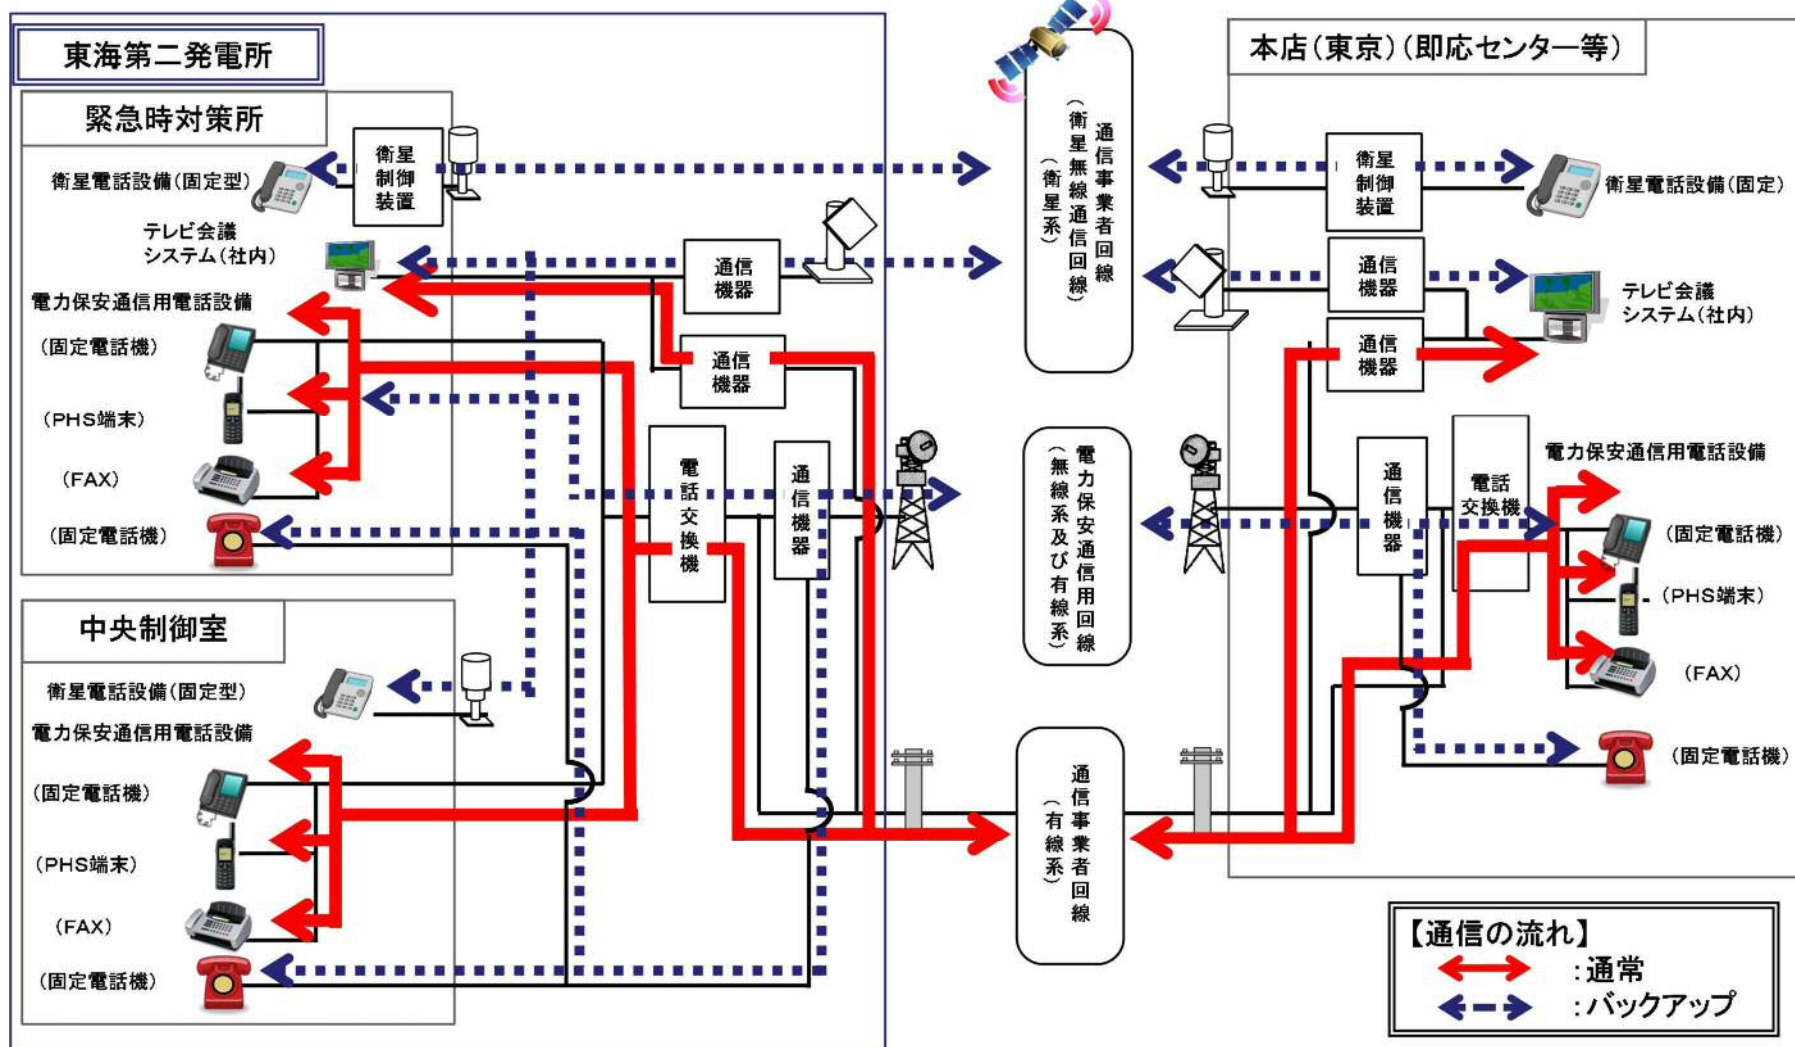 東海第二発電所
緊急時対策所
衛星電話設備(固定型)
衛星
制御
装置
テレビ会議
システム(社内)
通信
機器
電力保安通信用電話設備
(固定電話機)
通信
機器
(PHS端末)
(FAX)
(固定電話機)
電話交換機
通信機器
中央制御室
衛星電話設備(固定型)
電力保安通信用電話設備
(固定電話機)
(PHS端末)
(FAX)
(固定電話機)
通信事業者回線
(衛星無線通信回線)
(衛星系)
電力保安通信用回線
(無線系及び有線系)
通信事業者回線
(有線系)
本店(東京)(即応センター等)
衛星
制御
装置
衛星電話設備(固定)
通信
機器
テレビ会議
システム(社内)
通信
機器
通信機器
電話
交換機
電力保安通信用電話設備
(固定電話機)
(PHS端末)
(FAX)
(固定電話機)
【通信の流れ】
:通常
:バックアップ